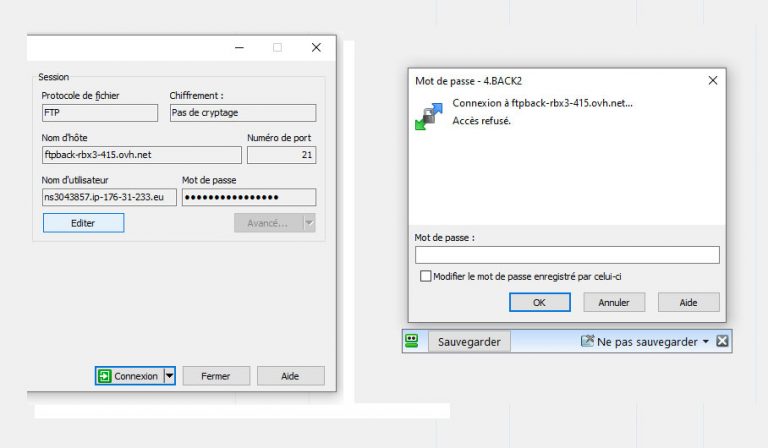 Session
Protocole de fichier
Chiffrement :
FTP
Pas de cryptage
Nom d'hôte
Numéro de port
ftpback-rbx3-415.ovh.net
21
Nom d'utilisateur
Mot de passe
ns3043857.ip-176-31-233.eu
••••••••••••••••
Editer
Avancé...
Connexion
Fermer
Aide
Mot de passe - 4.BACK2
Connexion à ftpback-rbx3-415.ovh.net...
Accès refusé.
Mot de passe :
Modifier le mot de passe enregistré par celui-ci
OK
Annuler
Aide
Sauvegarder
Ne pas sauvegarder